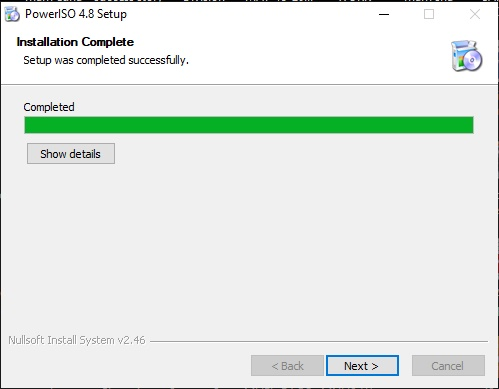 PowerISO 4.8 Setup
Installation Complete
Setup was completed successfully.
Completed
Show details
Nullsoft Install System v2.46
< Back
Next >
Cancel